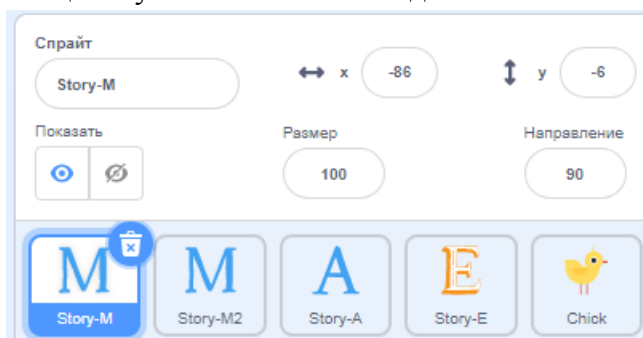 Спрайт
Story-M x -86 y -6
Показать Размер Направление
100 90
M M A E
Story-M Story-M2 Story-A Story-E Chick